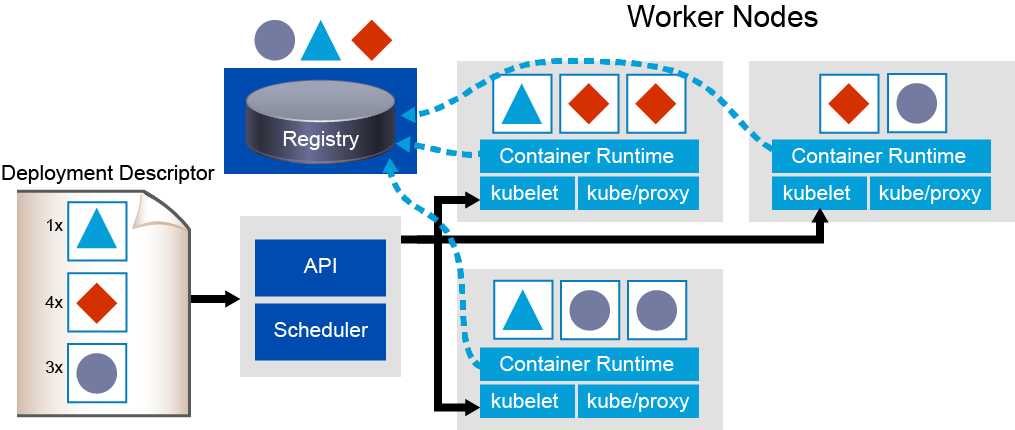 Worker Nodes
Registry
Deployment Descriptor
1x
4x
3x
API
Scheduler
Container Runtime
kubelet
kube/proxy
Container Runtime
kubelet
kube/proxy
Container Runtime
kubelet
kube/proxy